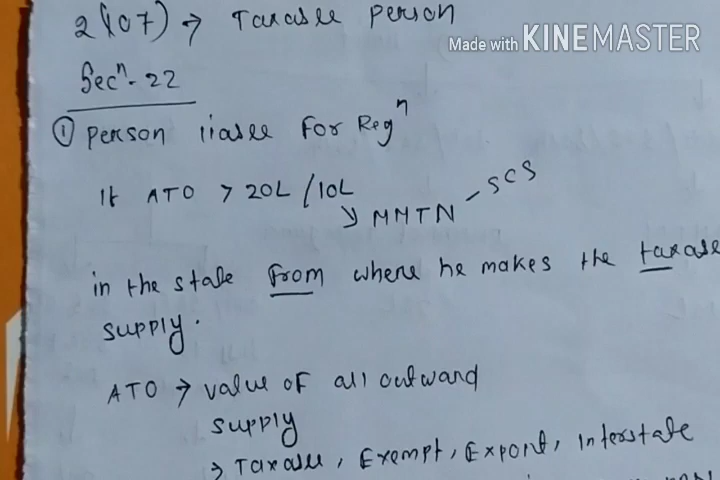 2(107) → Taxable person
Made with KINEMASTER
Secⁿ-22
① person liable for Regⁿ
If ATO > 20L / 10L
↘ MMTN - SCS
in the state from where he makes the taxable
supply.
ATO → value of all outward
supply
→ Taxable, Exempt, Export, Interstate